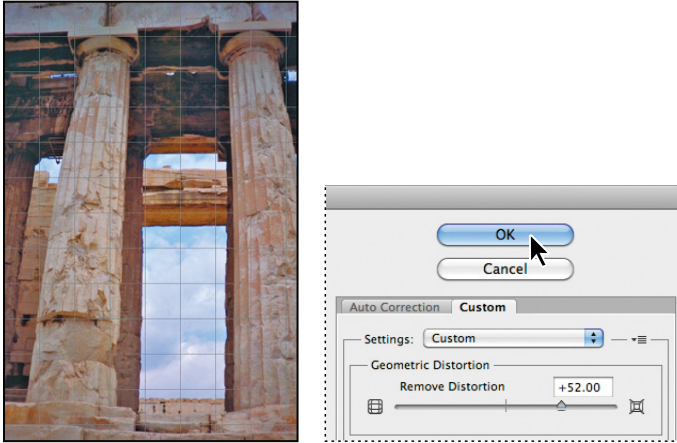 OK
Cancel
Auto Correction Custom
Settings: Custom
Geometric Distortion
Remove Distortion +52.00